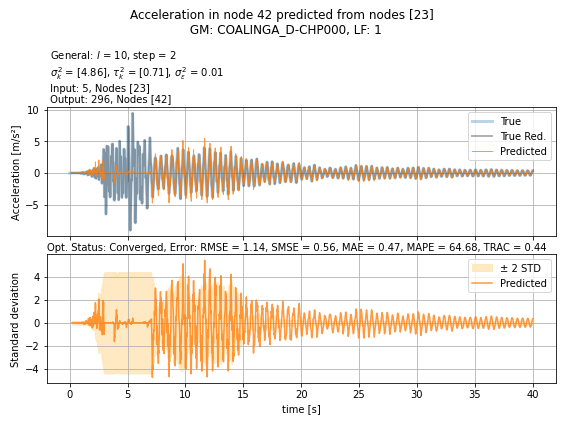 Acceleration in node 42 predicted from nodes [23]
GM: COALINGA_D-CHP000, LF: 1
General: l = 10, step = 2
σ²ₖ = [4.86], τ²ₖ = [0.71], σ²ε = 0.01
Input: 5, Nodes [23]
Output: 296, Nodes [42]
Acceleration [m/s²]
10
5
0
−5
True
True Red.
Predicted
Opt. Status: Converged, Error: RMSE = 1.14, SMSE = 0.56, MAE = 0.47, MAPE = 64.68, TRAC = 0.44
Standard deviation
4
2
0
−2
−4
± 2 STD
Predicted
0 5 10 15 20 25 30 35 40
time [s]